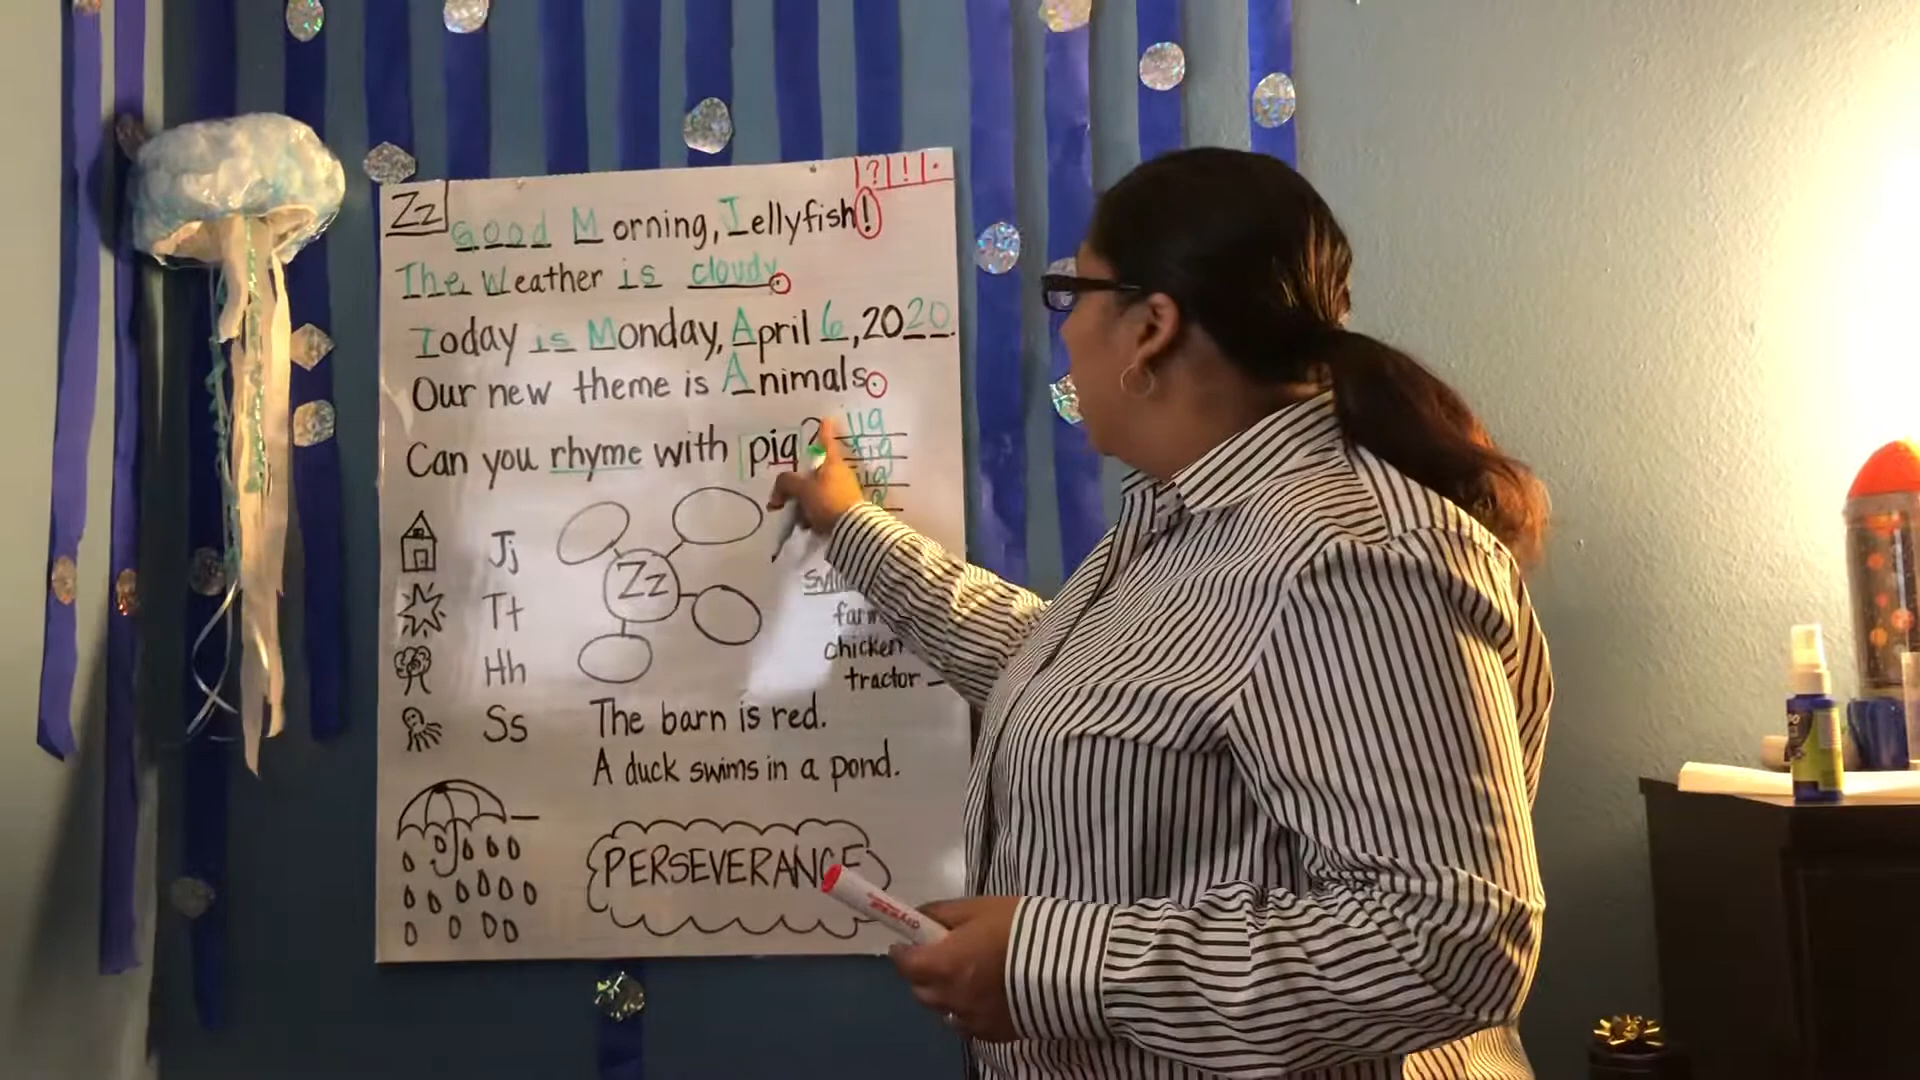 |?|!|.
Zz
Good Morning, Jellyfish!
The Weather is cloudy.
Today is Monday, April 6, 2020.
Our new theme is Animals.
Can you rhyme with pig?
jig
fig
Jj
Tt
Hh
Ss
Zz
chicken
tractor
The barn is red.
A duck swims in a pond.
PERSEVERANCE